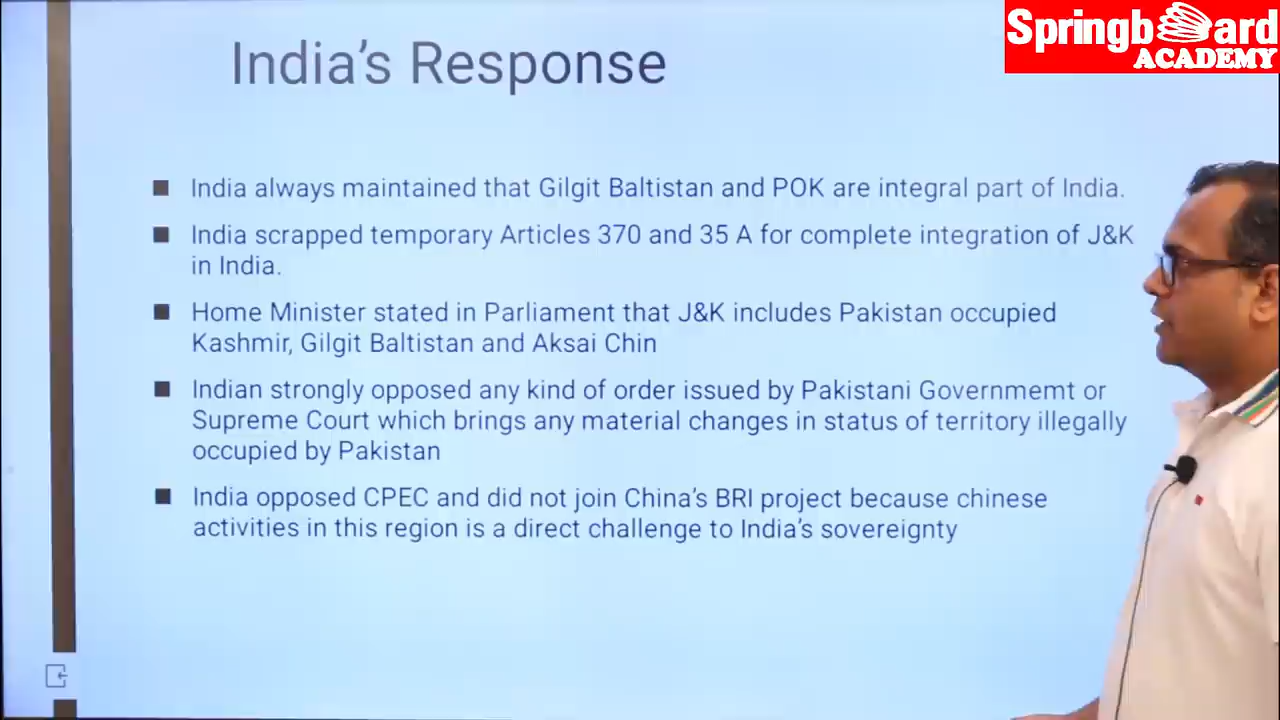 Springboard
ACADEMY
India's Response
India always maintained that Gilgit Baltistan and POK are integral part of India.
India scrapped temporary Articles 370 and 35 A for complete integration of J&K
in India.
Home Minister stated in Parliament that J&K includes Pakistan occupied
Kashmir, Gilgit Baltistan and Aksai Chin
Indian strongly opposed any kind of order issued by Pakistani Governmemt or
Supreme Court which brings any material changes in status of territory illegally
occupied by Pakistan
India opposed CPEC and did not join China's BRI project because chinese
activities in this region is a direct challenge to India's sovereignty